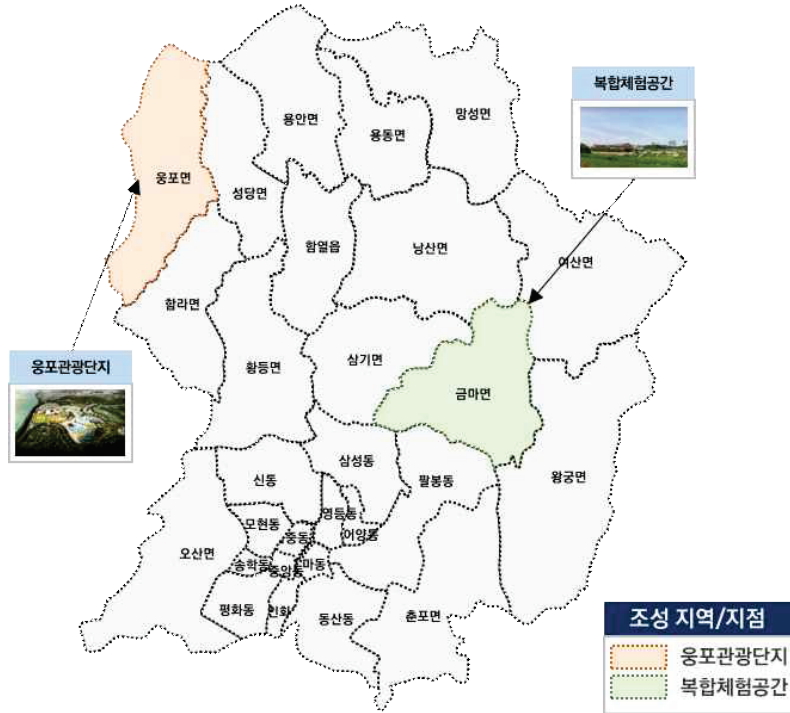 복합체험공간
용안면
용동면
망성면
웅포면
성당면
함열읍
낭산면
여산면
함라면
웅포관광단지
황등면
삼기면
금마면
왕궁면
삼성동
팔봉동
신동
영등동
모현동
중동
어양동
오산면
송학동
중앙동
마동
평화동
인화
동산동
춘포면
조성 지역/지점
웅포관광단지
복합체험공간